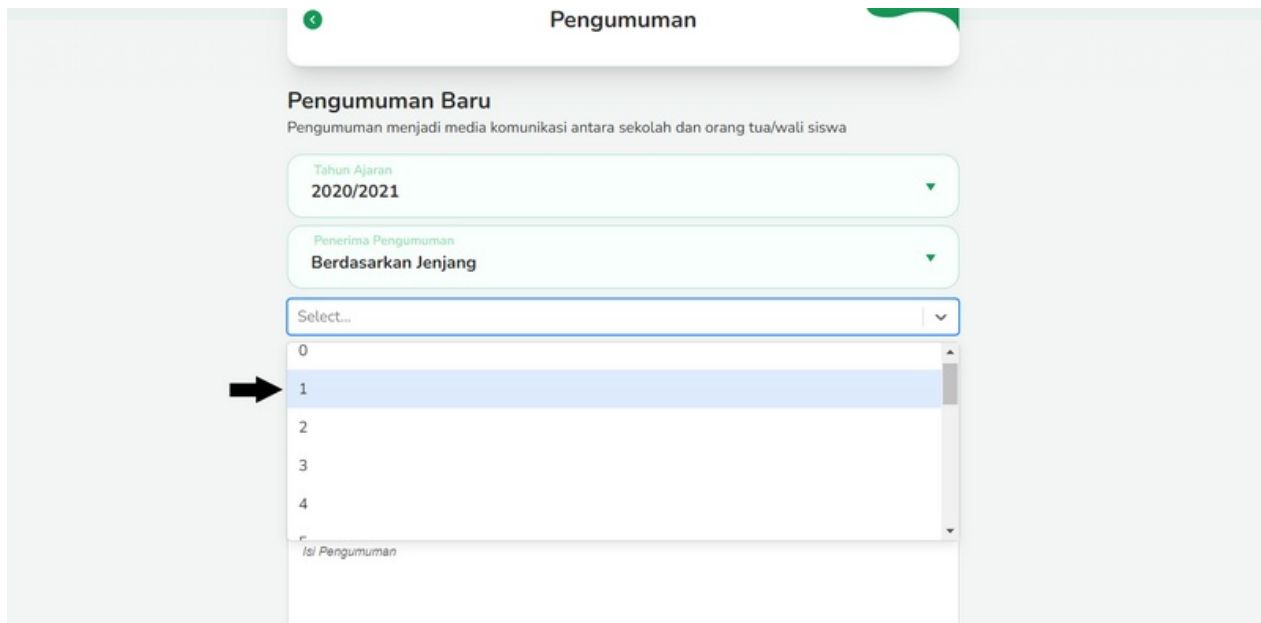 Pengumuman
Pengumuman Baru
Pengumuman menjadi media komunikasi antara sekolah dan orang tua/wali siswa
Tahun Ajaran
2020/2021
Penerima Pengumuman
Berdasarkan Jenjang
Select...
0
1
2
3
4
Isi Pengumuman